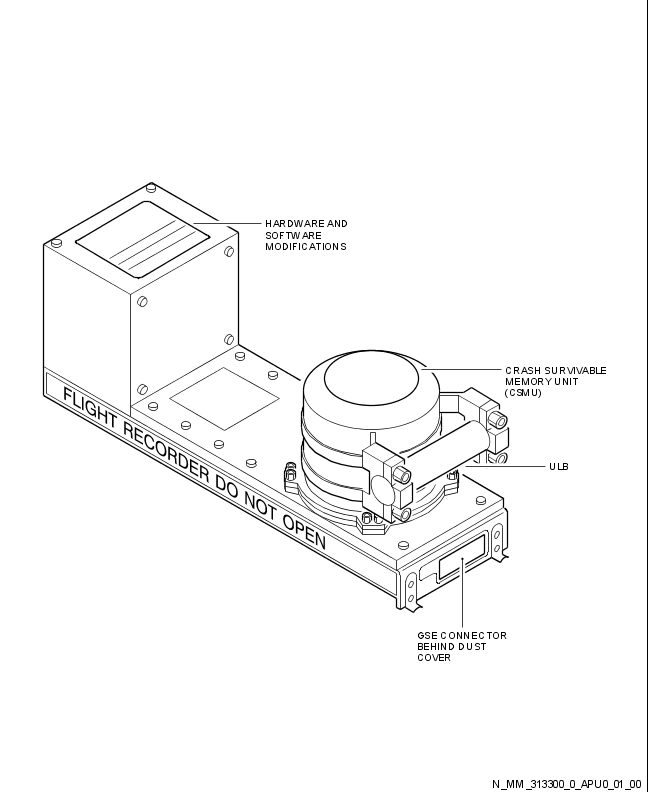 HARDWARE AND
SOFTWARE
MODIFICATIONS
CRASH SURVIVABLE
MEMORY UNIT
(CSMU)
FLIGHT RECORDER DO NOT OPEN
ULB
GSE CONNECTOR
BEHIND DUST
COVER
N_MM_313300_0_APU0_01_00